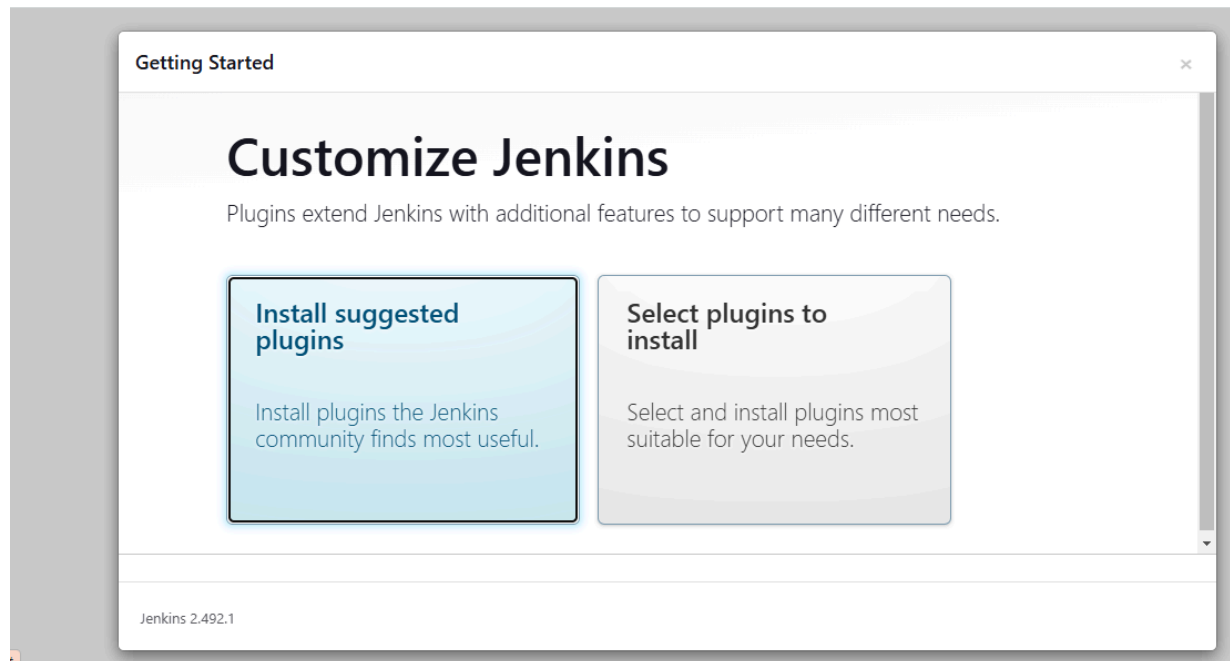 Getting Started
×
Customize Jenkins
Plugins extend Jenkins with additional features to support many different needs.
Install suggested
plugins
Install plugins the Jenkins
community finds most useful.
Select plugins to
install
Select and install plugins most
suitable for your needs.
Jenkins 2.492.1